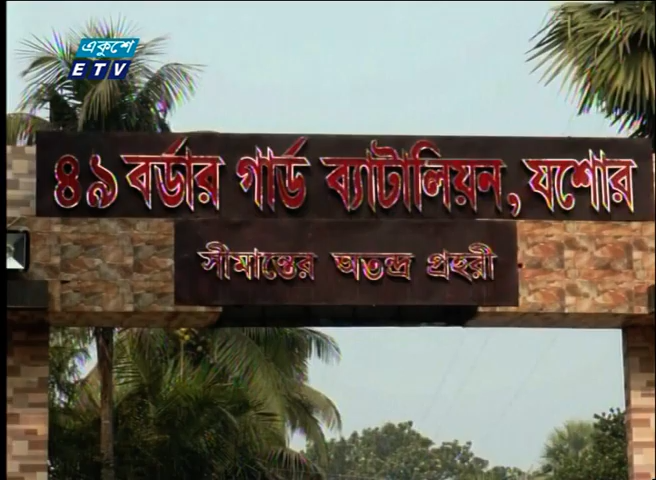 একুশে
ETV
৪৯ বর্ডার গার্ড ব্যাটালিয়ন, যশোর
সীমান্তের অতন্দ্র প্রহরী